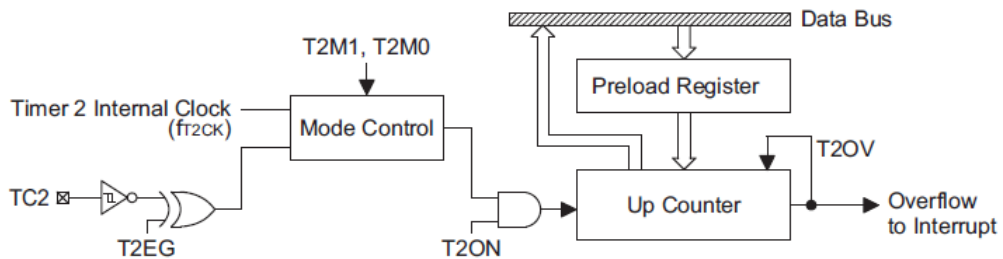 Data Bus
T2M1, T2M0
Preload Register
Timer 2 Internal Clock
(fT2CK)
Mode Control
T2OV
TC2
Up Counter
Overflow
to Interrupt
T2EG
T2ON